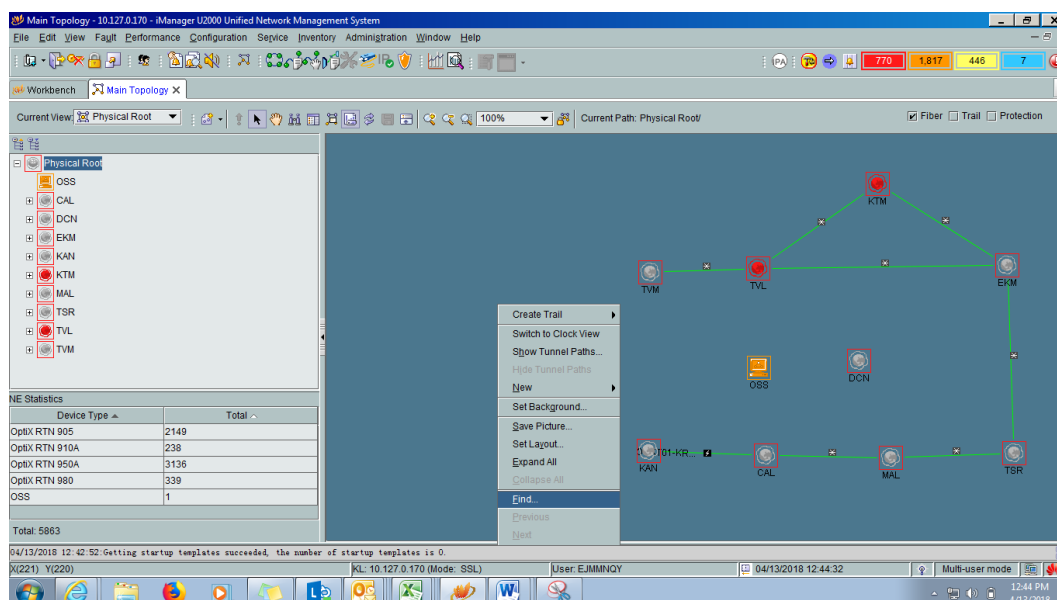 Main Topology - 10.127.0.170 - iManager U2000 Unified Network Management System
File Edit View Fault Performance Configuration Service Inventory Administration Window Help
PA 770 1,817 446 7
Workbench Main Topology X
Current View: Physical Root 100% Current Path: Physical Root/ Fiber Trail Protection
Physical Root
OSS
CAL
DCN
EKM
KAN
KTM
MAL
TSR
TVL
TVM
NE Statistics
Device Type Total
OptiX RTN 905 2149
OptiX RTN 910A 238
OptiX RTN 950A 3136
OptiX RTN 980 339
OSS 1
Total: 5863
KTM
TVM
TVL
EKM
OSS
DCN
T01-KR...
KAN
CAL
MAL
TSR
Create Trail
Switch to Clock View
Show Tunnel Paths...
Hide Tunnel Paths
New
Set Background...
Save Picture...
Set Layout...
Expand All
Collapse All
Find...
Previous
Next
04/13/2018 12:42:52:Getting startup templates succeeded, the number of startup templates is 0.
X(221) Y(220) KL: 10.127.0.170 (Mode: SSL) User: EJMMNQY 04/13/2018 12:44:32 Multi-user mode
12:44 PM
4/13/2018